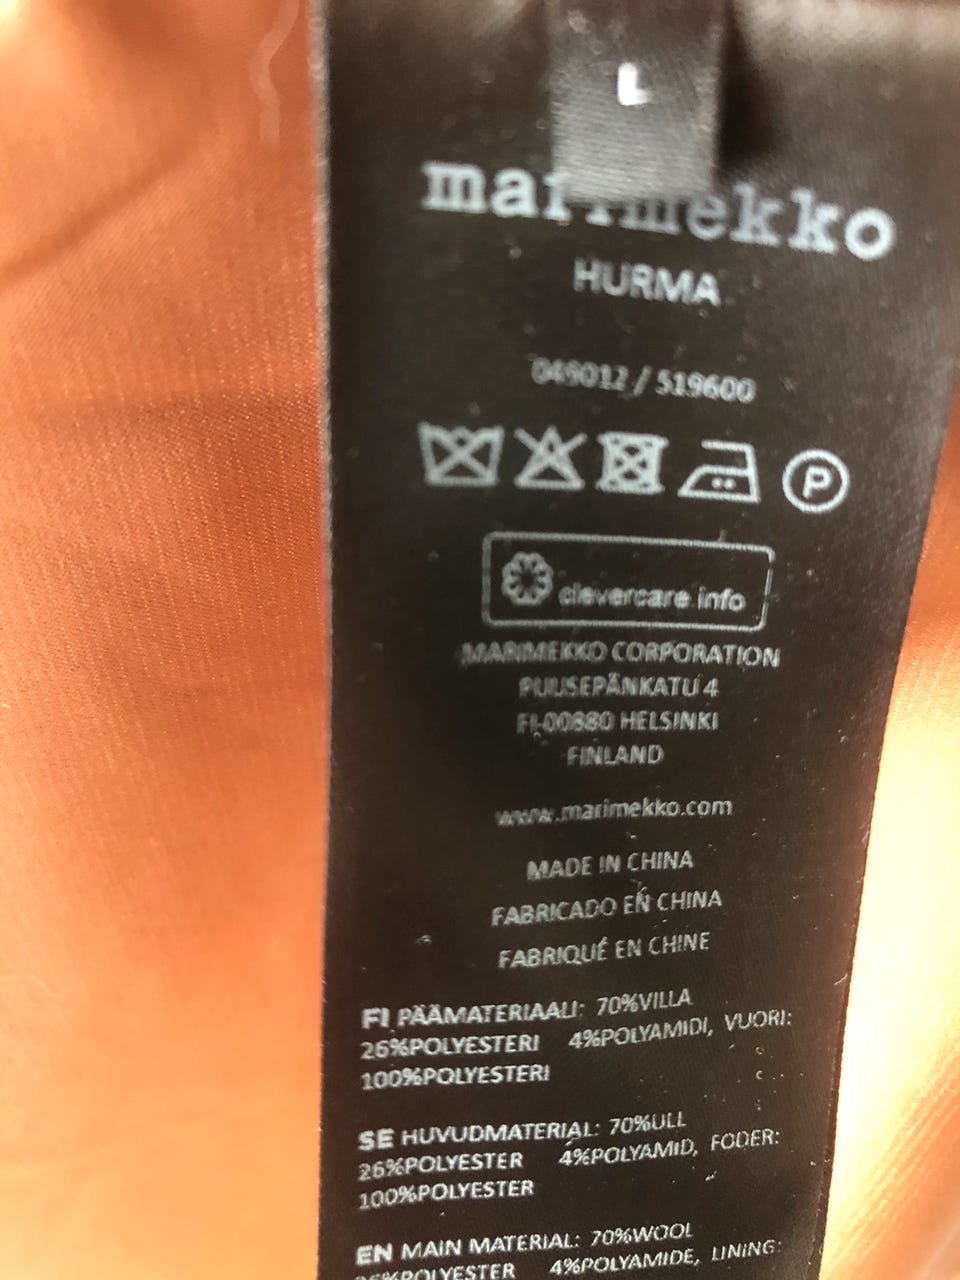 L
marimekko
HURMA
049012 / 519600
P
clevercare.info
MARIMEKKO CORPORATION
PUUSEPÄNKATU 4
FI-00880 HELSINKI
FINLAND
www.marimekko.com
MADE IN CHINA
FABRICADO EN CHINA
FABRIQUÉ EN CHINE
FI PÄÄMATERIAALI: 70%VILLA
26%POLYESTERI 4%POLYAMIDI, VUORI:
100%POLYESTERI
SE HUVUDMATERIAL: 70%ULL
26%POLYESTER 4%POLYAMID, FODER:
100%POLYESTER
EN MAIN MATERIAL: 70%WOOL
26%POLYESTER 4%POLYAMIDE, LINING: